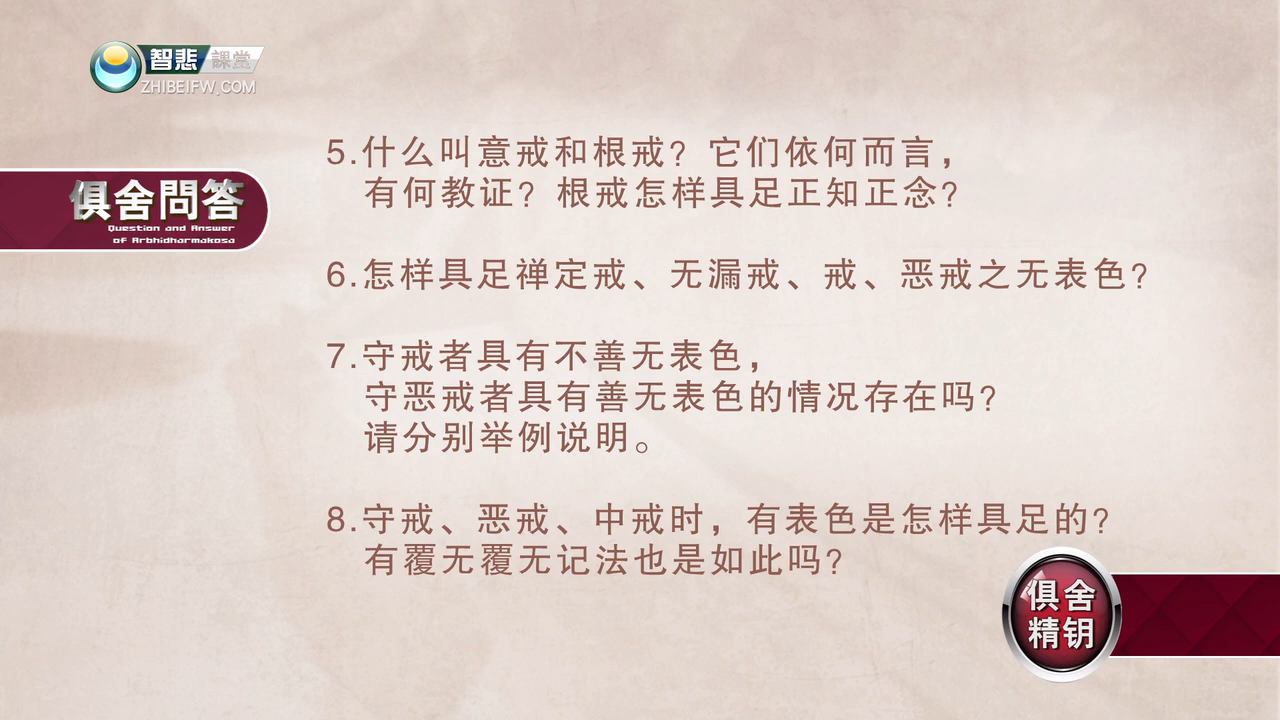 智悲 課堂
ZHIBEIFW.COM
俱舍問答
Question and Answer
of Arbhidharmakosa
5.什么叫意戒和根戒？它们依何而言，
有何教证？根戒怎样具足正知正念？
6.怎样具足禅定戒、无漏戒、戒、恶戒之无表色？
7.守戒者具有不善无表色，
守恶戒者具有善无表色的情况存在吗？
请分别举例说明。
8.守戒、恶戒、中戒时，有表色是怎样具足的？
有覆无覆无记法也是如此吗？
俱舍
精钥